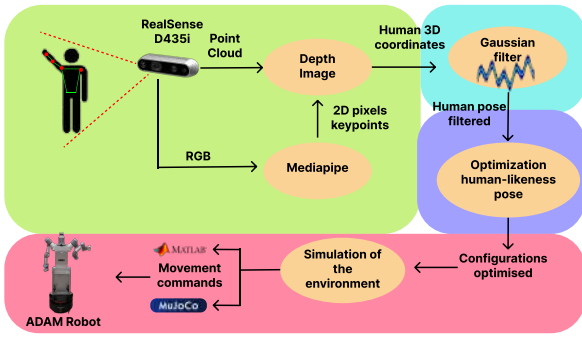 RealSense
D435i
Point
Cloud
Depth
Image
Human 3D
coordinates
Gaussian
filter
2D pixels
keypoints
Human pose
filtered
RGB
Mediapipe
Optimization
human-likeness
pose
MATLAB
Movement
commands
MuJoCo
Simulation of
the
environment
Configurations
optimised
ADAM Robot